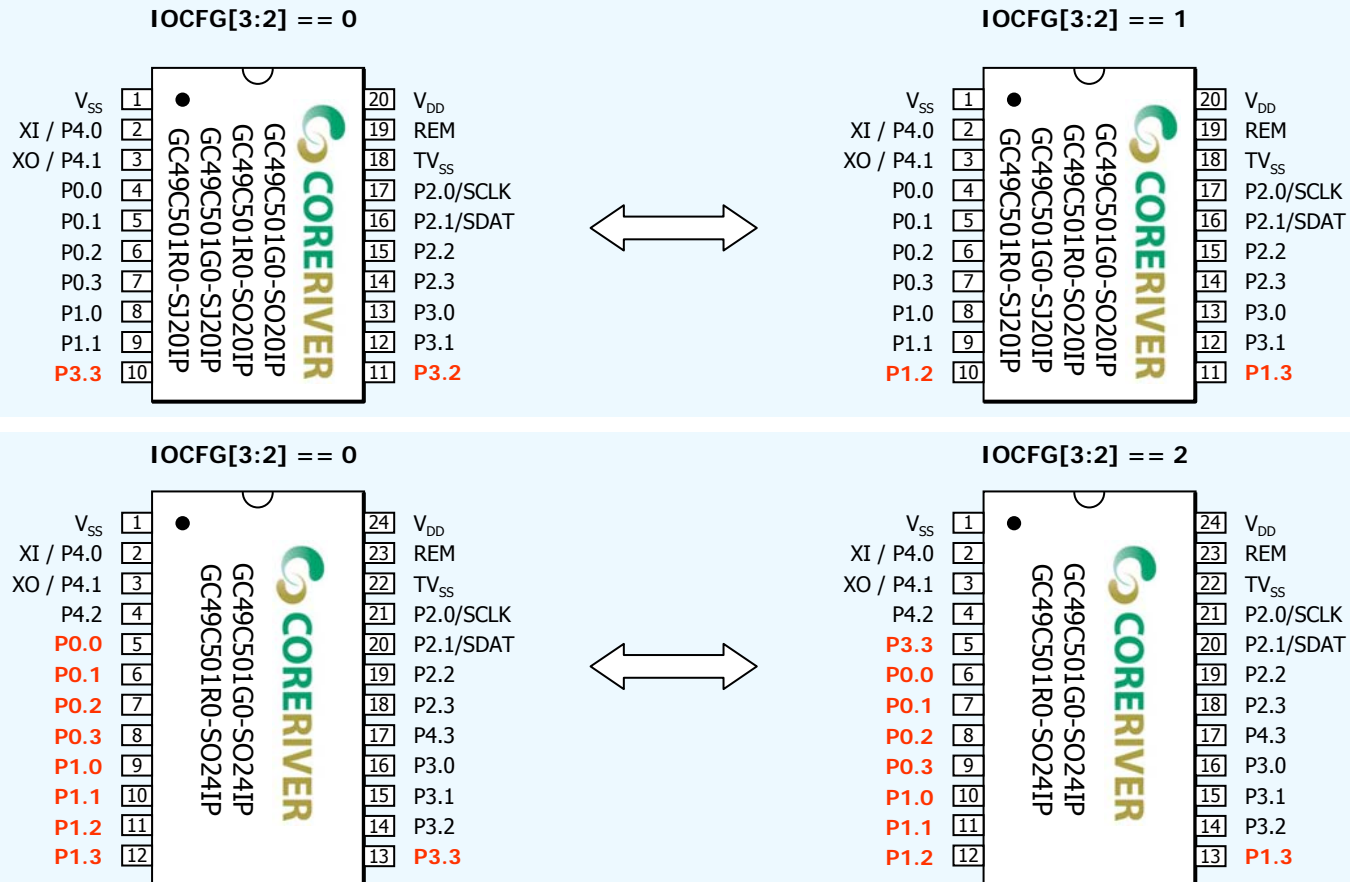 IOCFG[3:2] == 0
VSS 1 20 VDD
XI / P4.0 2 19 REM
XO / P4.1 3 18 TVSS
P0.0 4 17 P2.0/SCLK
P0.1 5 16 P2.1/SDAT
P0.2 6 15 P2.2
P0.3 7 14 P2.3
P1.0 8 13 P3.0
P1.1 9 12 P3.1
P3.3 10 11 P3.2
CORERIVER
GC49C501G0-SO20IP
GC49C501R0-SO20IP
GC49C501G0-SJ20IP
GC49C501R0-SJ20IP
IOCFG[3:2] == 1
VSS 1 20 VDD
XI / P4.0 2 19 REM
XO / P4.1 3 18 TVSS
P0.0 4 17 P2.0/SCLK
P0.1 5 16 P2.1/SDAT
P0.2 6 15 P2.2
P0.3 7 14 P2.3
P1.0 8 13 P3.0
P1.1 9 12 P3.1
P1.2 10 11 P1.3
CORERIVER
GC49C501G0-SO20IP
GC49C501R0-SO20IP
GC49C501G0-SJ20IP
GC49C501R0-SJ20IP
IOCFG[3:2] == 0
VSS 1 24 VDD
XI / P4.0 2 23 REM
XO / P4.1 3 22 TVSS
P4.2 4 21 P2.0/SCLK
P0.0 5 20 P2.1/SDAT
P0.1 6 19 P2.2
P0.2 7 18 P2.3
P0.3 8 17 P4.3
P1.0 9 16 P3.0
P1.1 10 15 P3.1
P1.2 11 14 P3.2
P1.3 12 13 P3.3
CORERIVER
GC49C501G0-SO24IP
GC49C501R0-SO24IP
IOCFG[3:2] == 2
VSS 1 24 VDD
XI / P4.0 2 23 REM
XO / P4.1 3 22 TVSS
P4.2 4 21 P2.0/SCLK
P3.3 5 20 P2.1/SDAT
P0.0 6 19 P2.2
P0.1 7 18 P2.3
P0.2 8 17 P4.3
P0.3 9 16 P3.0
P1.0 10 15 P3.1
P1.1 11 14 P3.2
P1.2 12 13 P1.3
CORERIVER
GC49C501G0-SO24IP
GC49C501R0-SO24IP